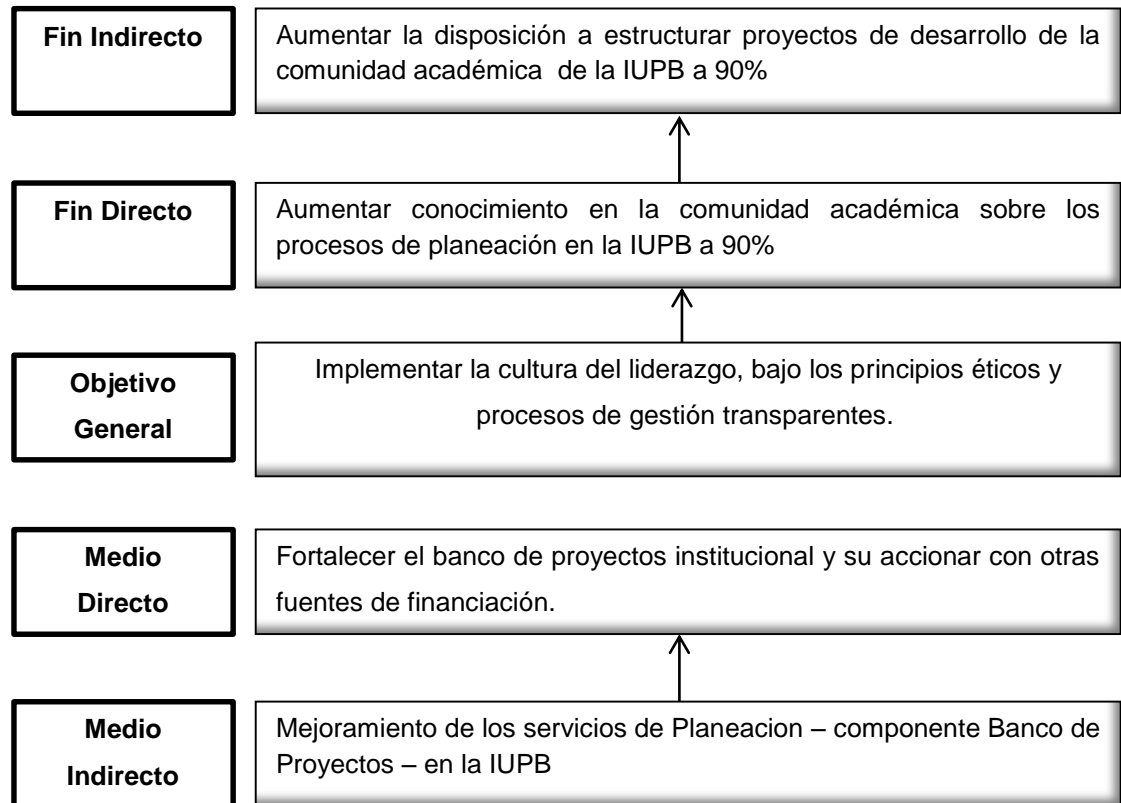 Fin Indirecto
Aumentar la disposición a estructurar proyectos de desarrollo de la
comunidad académica de la IUPB a 90%
Fin Directo
Aumentar conocimiento en la comunidad académica sobre los
procesos de planeación en la IUPB a 90%
Objetivo
General
Implementar la cultura del liderazgo, bajo los principios éticos y
procesos de gestión transparentes.
Medio
Directo
Fortalecer el banco de proyectos institucional y su accionar con otras
fuentes de financiación.
Medio
Indirecto
Mejoramiento de los servicios de Planeacion – componente Banco de
Proyectos – en la IUPB